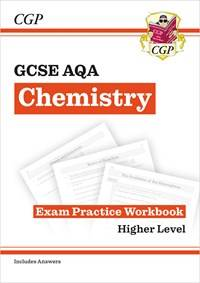 CGP
CGP
GCSE AQA
Chemistry
Exam Practice Workbook
Higher Level
Includes Answers